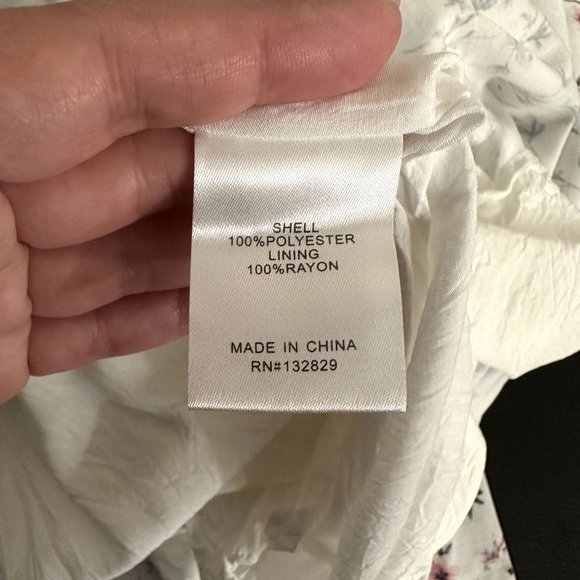 SHELL
100%POLYESTER
LINING
100%RAYON
MADE IN CHINA
RN#132829